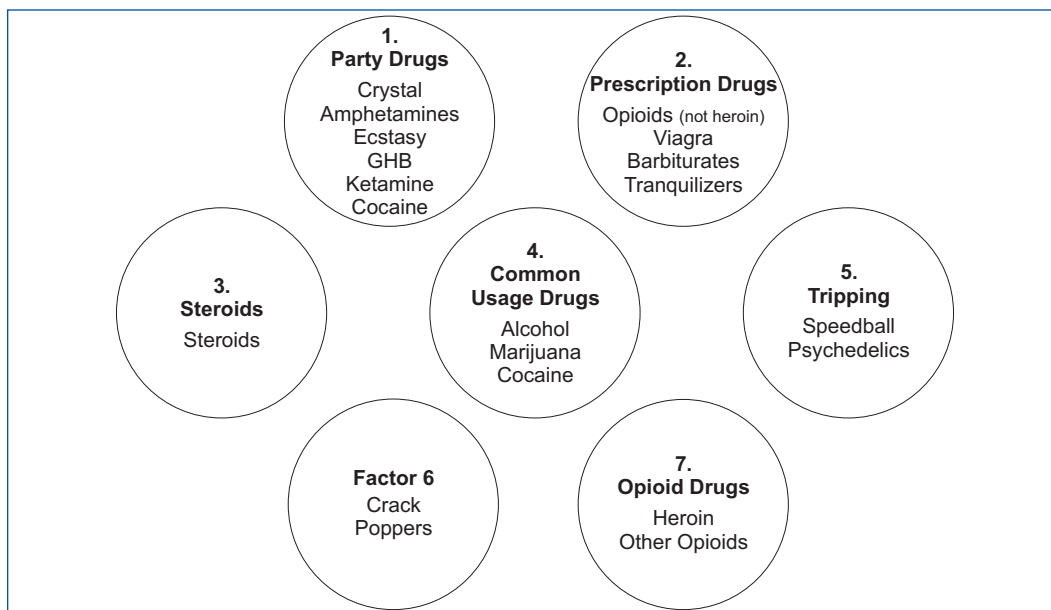 1.
Party Drugs
Crystal
Amphetamines
Ecstasy
GHB
Ketamine
Cocaine
2.
Prescription Drugs
Opioids (not heroin)
Viagra
Barbiturates
Tranquilizers
3.
Steroids
Steroids
4.
Common
Usage Drugs
Alcohol
Marijuana
Cocaine
5.
Tripping
Speedball
Psychedelics
Factor 6
Crack
Poppers
7.
Opioid Drugs
Heroin
Other Opioids